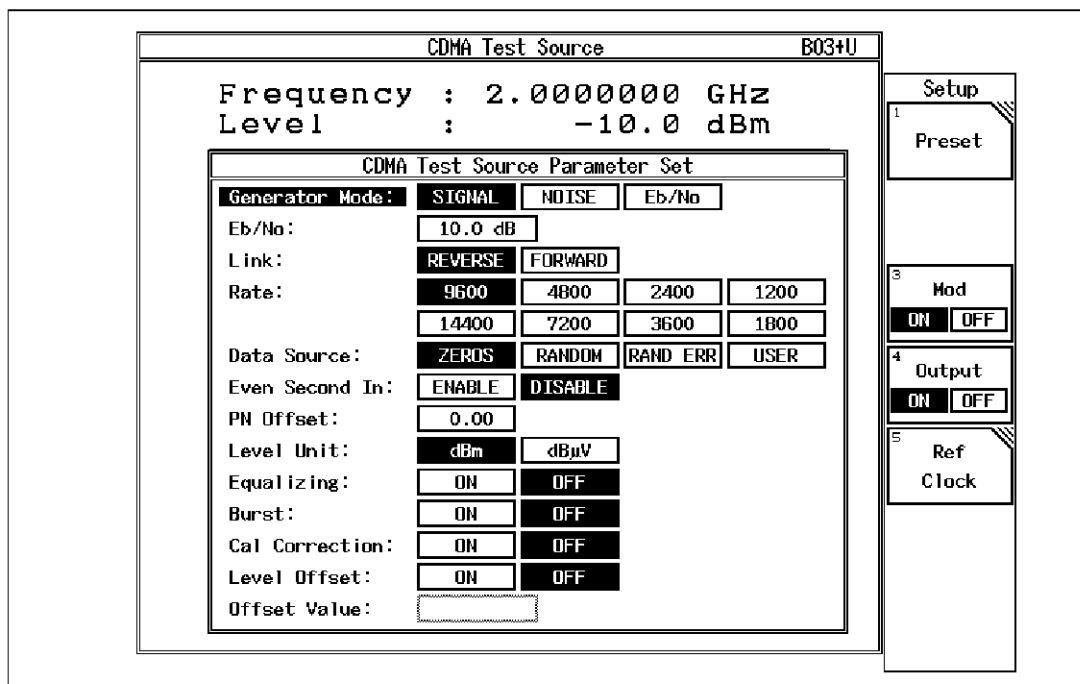 CDMA Test Source B03+U
Frequency : 2.0000000 GHz
Level : -10.0 dBm
CDMA Test Source Parameter Set
Generator Mode: SIGNAL NOISE Eb/No
Eb/No: 10.0 dB
Link: REVERSE FORWARD
Rate: 9600 4800 2400 1200
14400 7200 3600 1800
Data Source: ZEROS RANDOM RAND ERR USER
Even Second In: ENABLE DISABLE
PN Offset: 0.00
Level Unit: dBm dBµV
Equalizing: ON OFF
Burst: ON OFF
Cal Correction: ON OFF
Level Offset: ON OFF
Offset Value:
Setup
1
Preset
3
Mod
ON OFF
4
Output
ON OFF
5
Ref
Clock